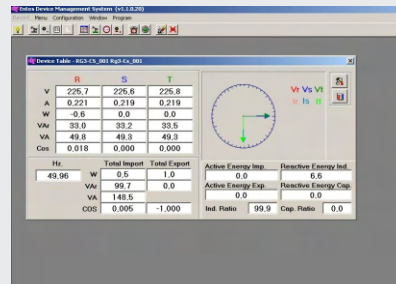 Entes Device Management System (v1.1.0.20)
Device Menu Configuration Window Program
Device Table - RG3-CS_001 Rg3-Cs_001
R S T
V 225,7 225,6 225,8
A 0,221 0,219 0,219
W -0,6 0,0 0,0
VAr 33,0 33,2 33,5
VA 49,8 49,3 49,3
Cos 0,018 0,000 0,000
Vr Vs Vt
Ir Is It
Hz. Total Import Total Export
49,96 W 0,5 1,0
VAr 99,7 0,0
VA 148,5
COS 0,005 -1,000
Active Energy Imp. Reactive Energy Ind.
0,0 6,6
Active Energy Exp. Reactive Energy Cap.
0,0 0,0
Ind. Ratio 99,9 Cap. Ratio 0,0